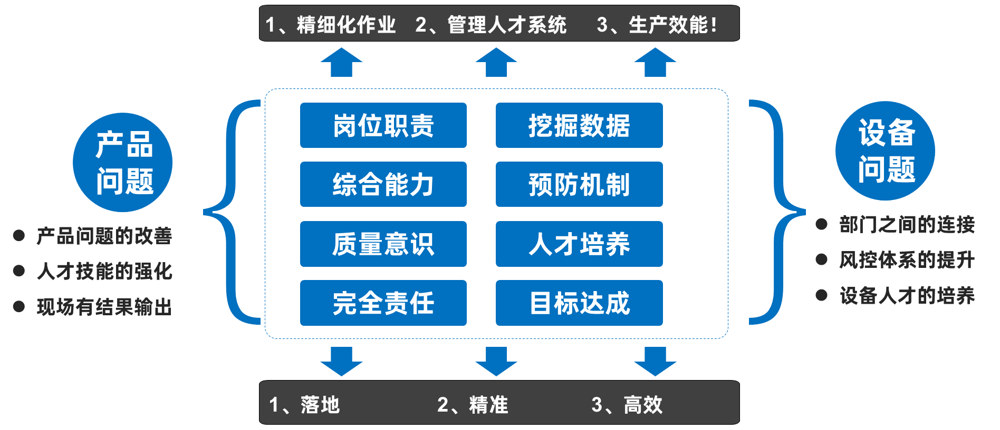 1、精细化作业 2、管理人才系统 3、生产效能！
产品
问题
● 产品问题的改善
● 人才技能的强化
● 现场有结果输出
岗位职责 挖掘数据
综合能力 预防机制
质量意识 人才培养
完全责任 目标达成
设备
问题
● 部门之间的连接
● 风控体系的提升
● 设备人才的培养
1、落地 2、精准 3、高效